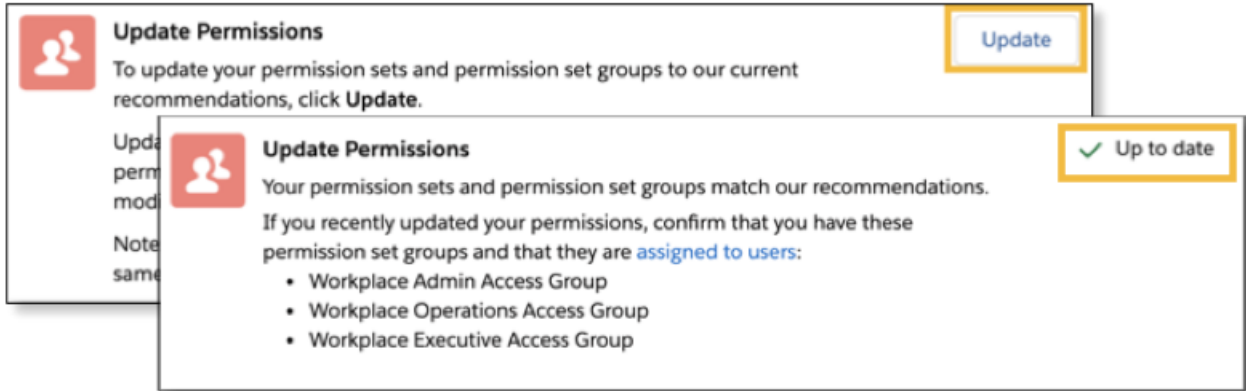 Update Permissions
Update
To update your permission sets and permission set groups to our current
recommendations, click Update.
Update Permissions
Up to date
Your permission sets and permission set groups match our recommendations.
If you recently updated your permissions, confirm that you have these
permission set groups and that they are assigned to users:
• Workplace Admin Access Group
• Workplace Operations Access Group
• Workplace Executive Access Group